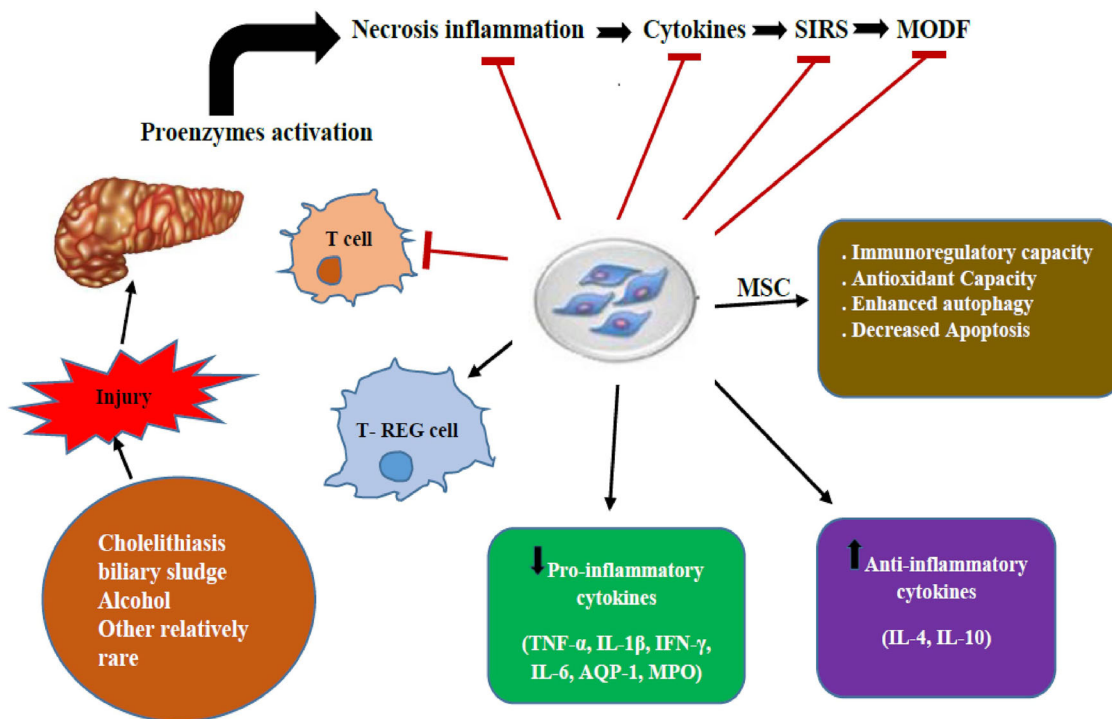 Necrosis inflammation Cytokines SIRS MODF
Proenzymes activation
T cell
MSC
. Immunoregulatory capacity
. Antioxidant Capacity
. Enhanced autophagy
. Decreased Apoptosis
Injury
T- REG cell
Cholelithiasis
biliary sludge
Alcohol
Other relatively
rare
Pro-inflammatory
cytokines
(TNF-α, IL-1β, IFN-γ,
IL-6, AQP-1, MPO)
Anti-inflammatory
cytokines
(IL-4, IL-10)